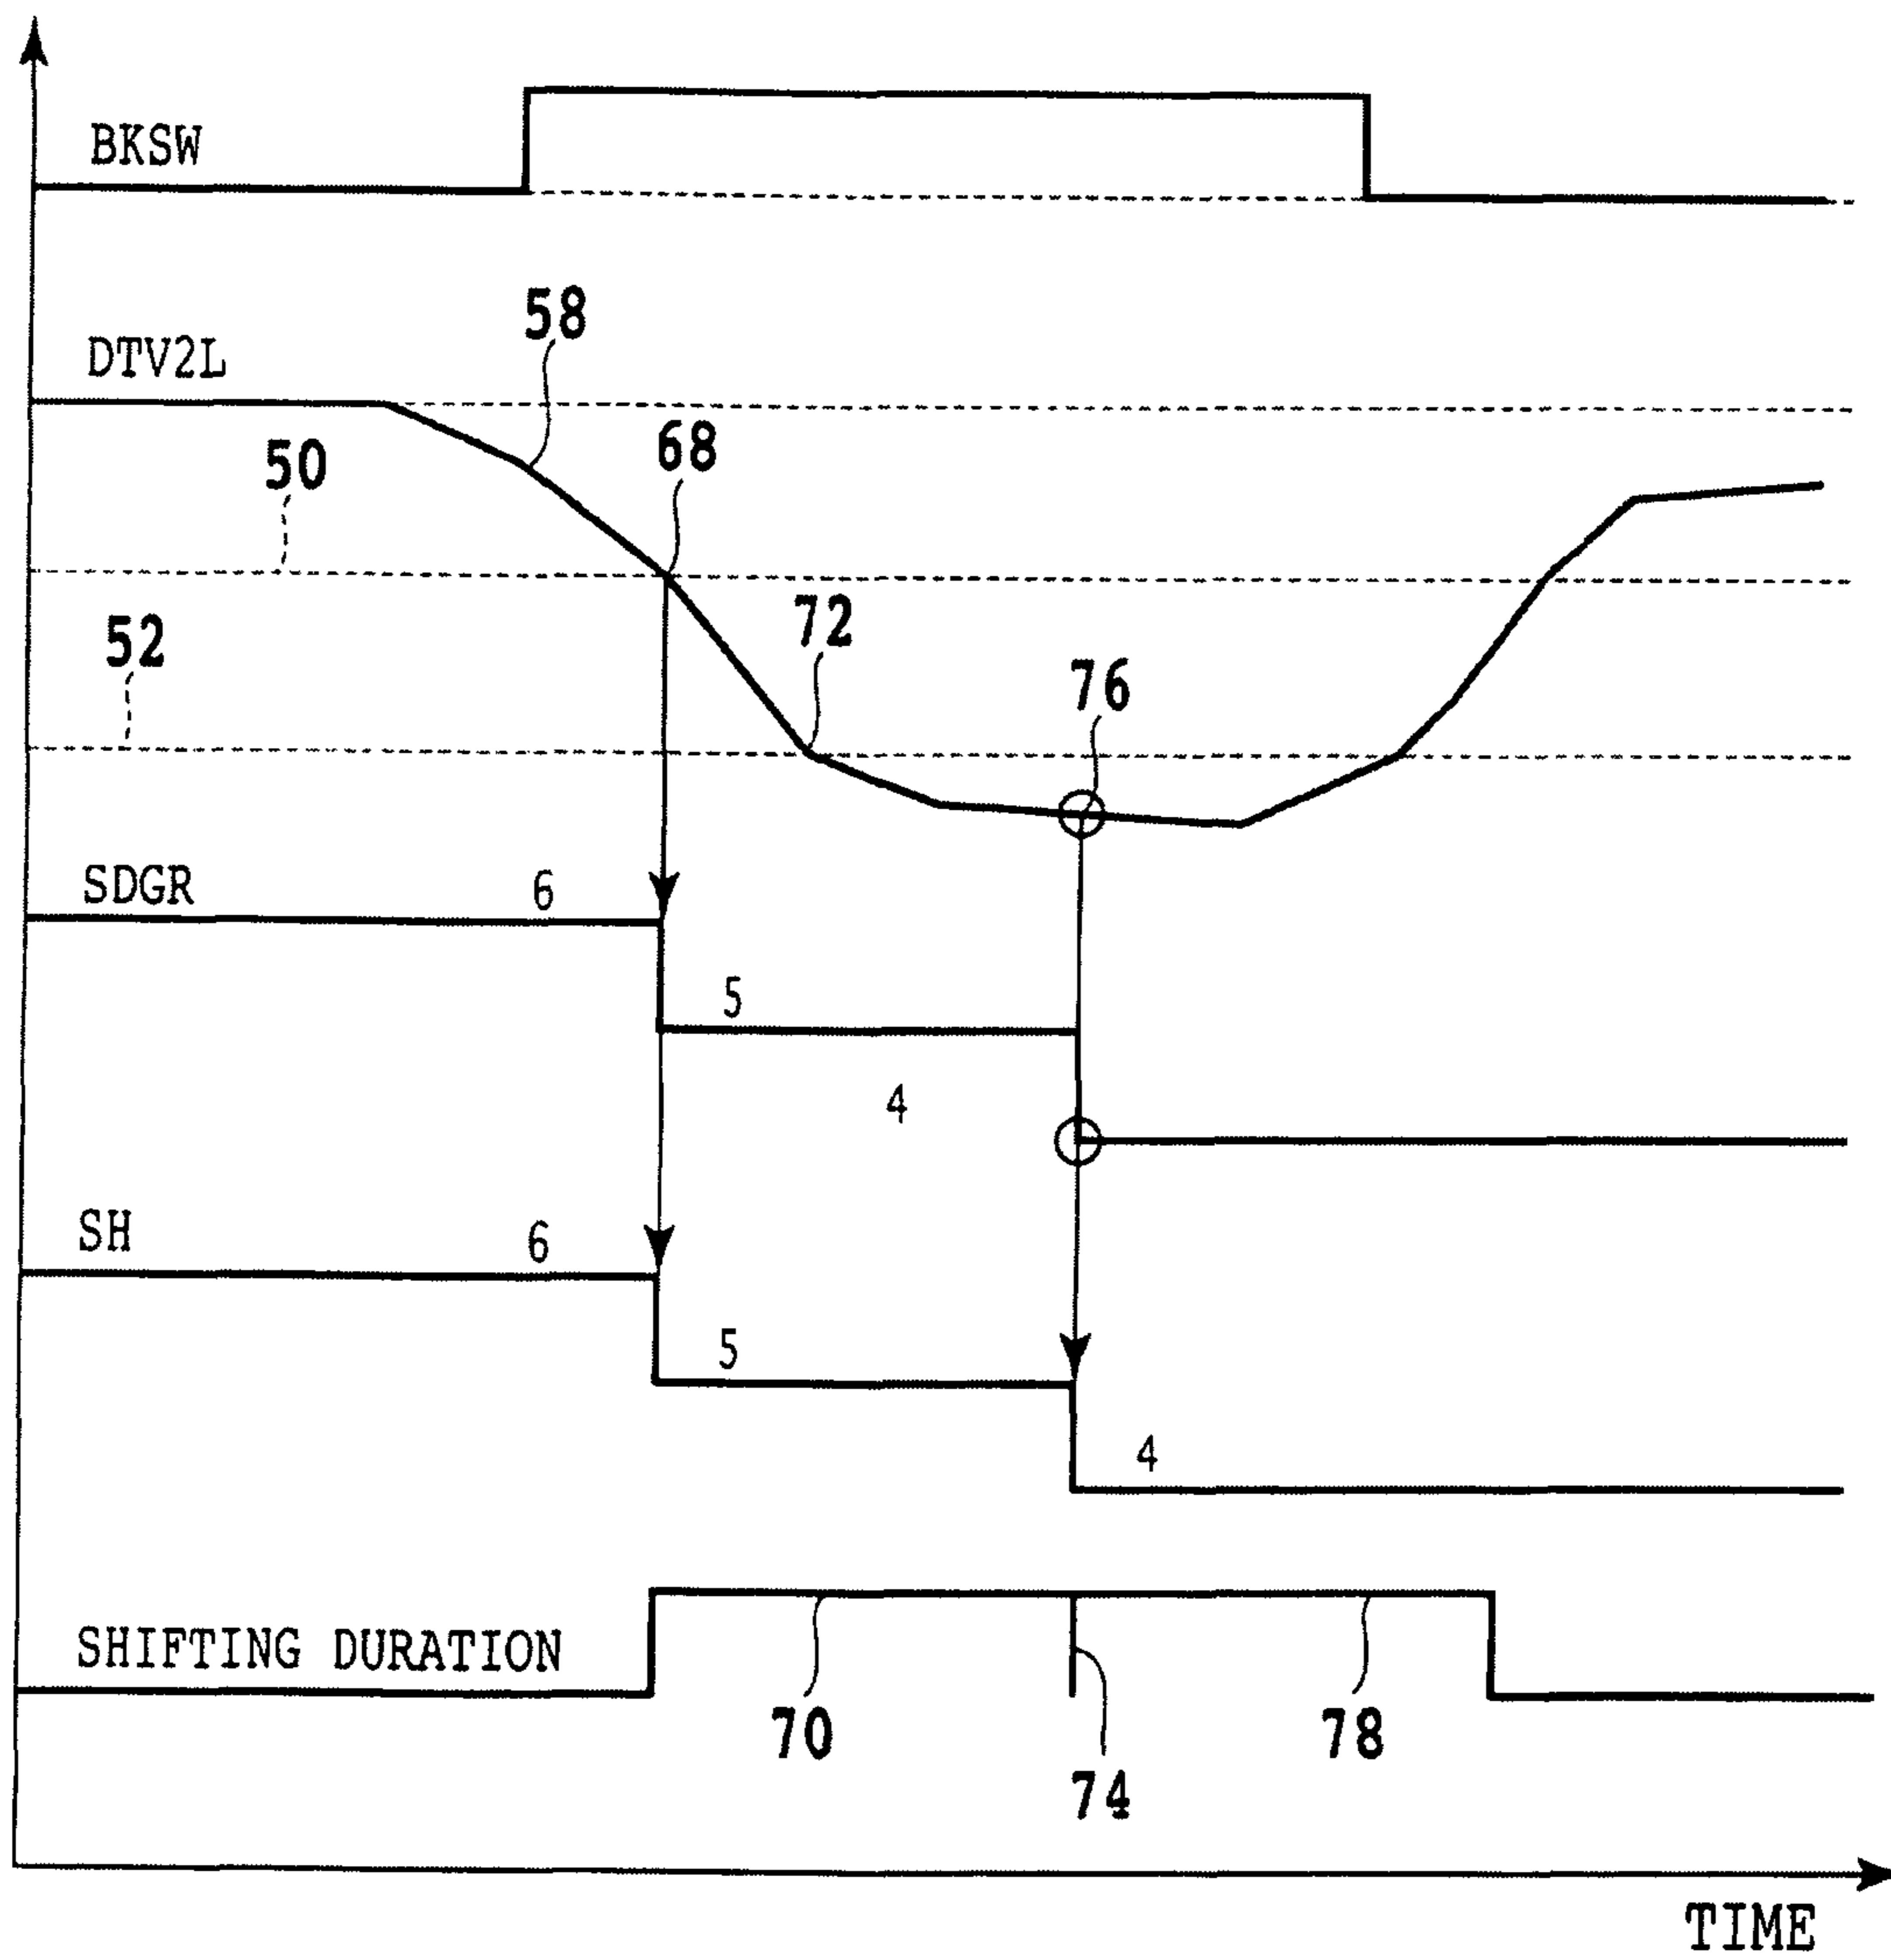 BKSW
58
DTV2L
68
50
72
52
76
SDGR
6
5
4
SH
6
5
4
SHIFTING DURATION
70
78
74
TIME